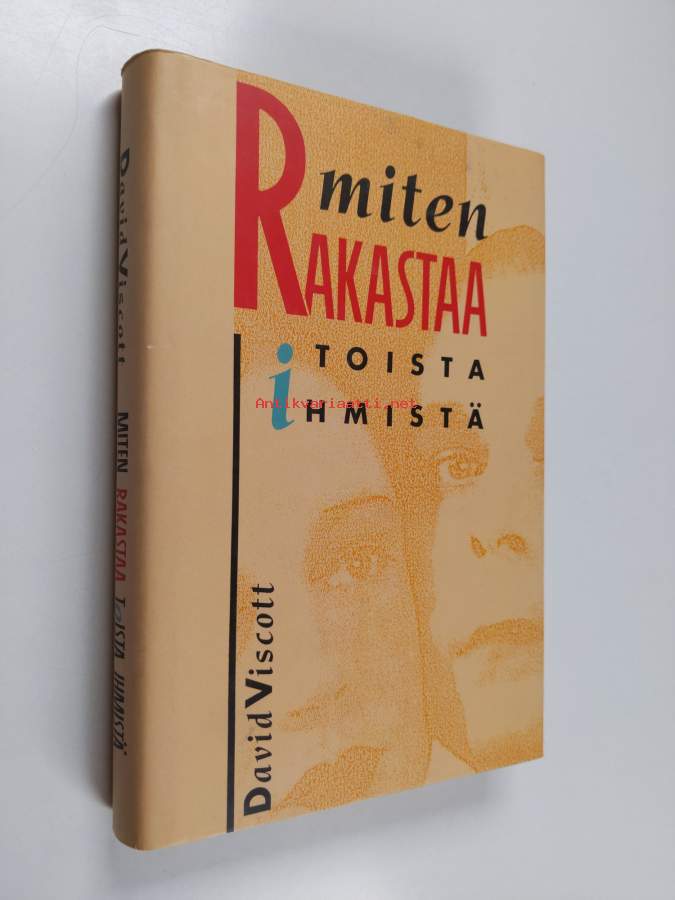 miten
RAKASTAA
TOISTA
iHMISTÄ
David Viscott
David Viscott MITEN RAKASTAA TOISTA IHMISTÄ
Antikvariaatti.net